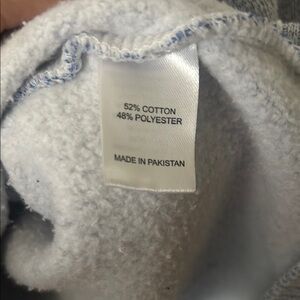 52% COTTON
48% POLYESTER
MADE IN PAKISTAN